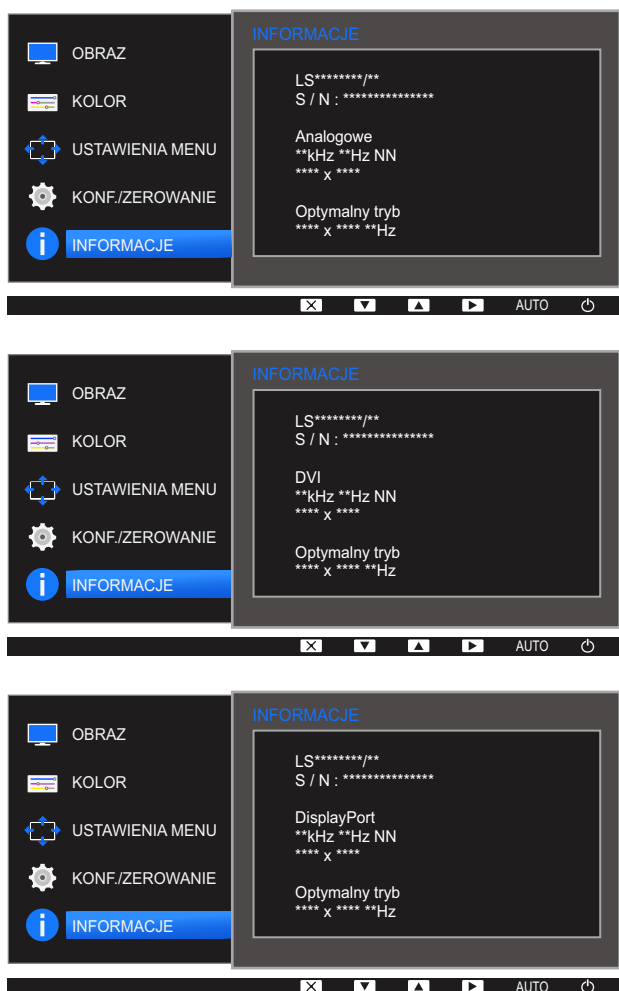 INFORMACJE
OBRAZ
KOLOR
USTAWIENIA MENU
KONF./ZEROWANIE
INFORMACJE
LS********/**
S / N : ***************
Analogowe
**kHz **Hz NN
**** x ****
Optymalny tryb
**** x **** **Hz
AUTO
INFORMACJE
OBRAZ
KOLOR
USTAWIENIA MENU
KONF./ZEROWANIE
INFORMACJE
LS********/**
S / N : ***************
DVI
**kHz **Hz NN
**** x ****
Optymalny tryb
**** x **** **Hz
AUTO
INFORMACJE
OBRAZ
KOLOR
USTAWIENIA MENU
KONF./ZEROWANIE
INFORMACJE
LS********/**
S / N : ***************
DisplayPort
**kHz **Hz NN
**** x ****
Optymalny tryb
**** x **** **Hz
AUTO